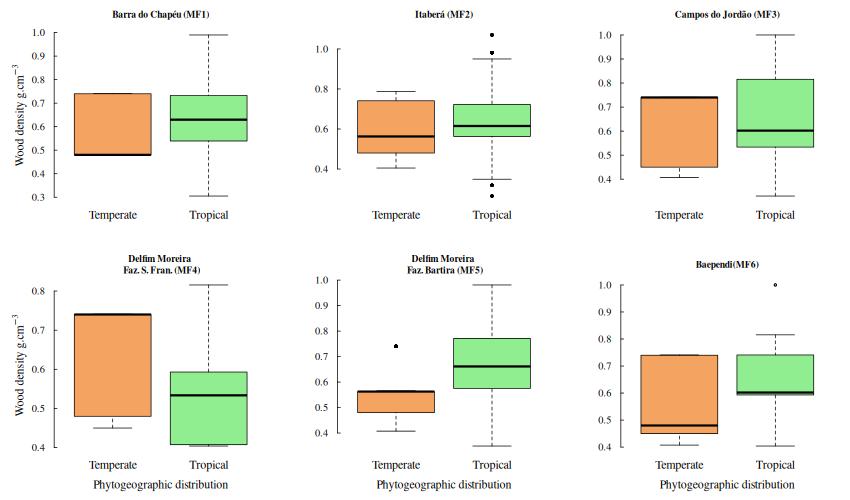 Barra do Chapéu (MF1)
Wood density g.cm⁻³
1.0
0.9
0.8
0.7
0.6
0.5
0.4
0.3
Temperate Tropical
Itaberá (MF2)
1.0
0.8
0.6
0.4
Temperate Tropical
Campos do Jordão (MF3)
1.0
0.9
0.8
0.7
0.6
0.5
0.4
Temperate Tropical
Delfim Moreira
Faz. S. Fran. (MF4)
Wood density g.cm⁻³
0.8
0.7
0.6
0.5
0.4
Temperate Tropical
Phytogeographic distribution
Delfim Moreira
Faz. Bartira (MF5)
1.0
0.9
0.8
0.7
0.6
0.5
0.4
Temperate Tropical
Phytogeographic distribution
Baependi(MF6)
1.0
0.9
0.8
0.7
0.6
0.5
0.4
Temperate Tropical
Phytogeographic distribution